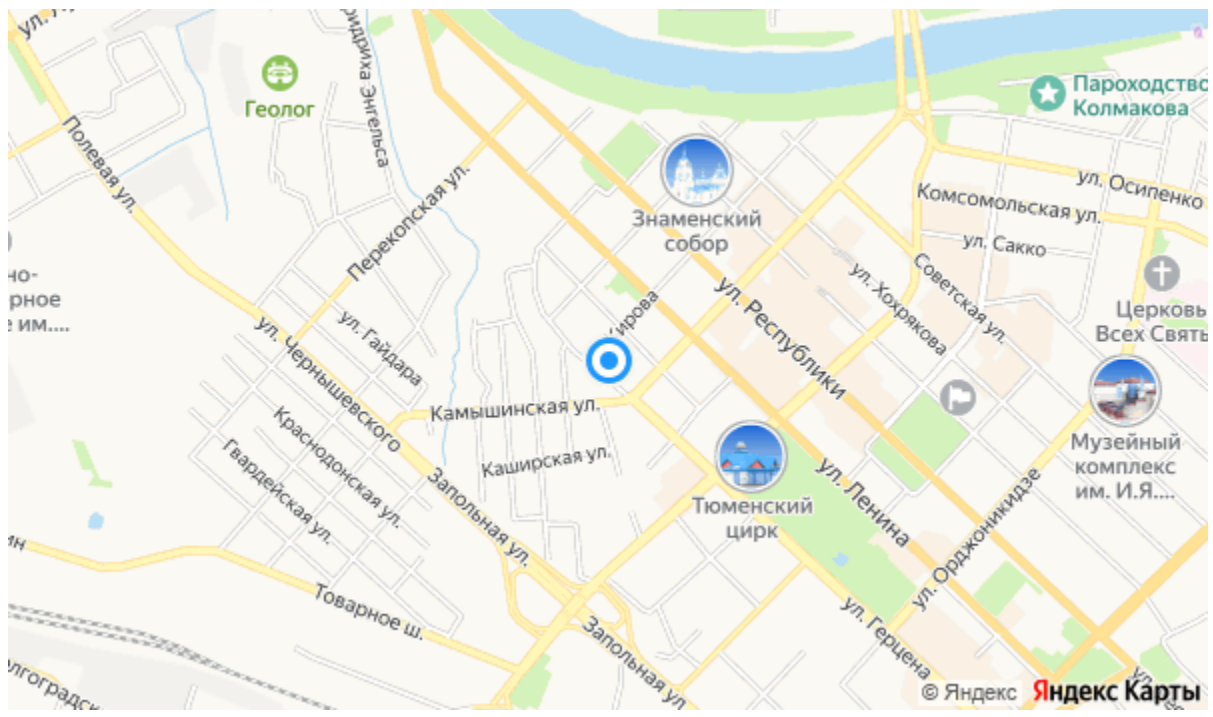 ул.
Фридриха Энгельса
Геолог
Полевая ул.
Перекопская ул.
Пароходство
Колмакова
Знаменский
собор
ул. Осипенко
Комсомольская ул.
ул. Сакко
Советская ул.
ул. Хохрякова
Церковь
Всех Святы
но-
рное
е им....
ул. Гайдара
ул. Чернышевского
Кирова
ул. Республики
Камышинская ул.
Каширская ул.
Краснодонская ул.
Гвардейская ул.
Запольная ул.
Тюменский
цирк
ул. Ленина
Музейный
комплекс
им. И.Я....
ул. Орджоникидзе
ин
Товарное ш.
Запольная ул.
ул. Герцена
лгоградска
© Яндекс Яндекс Карты